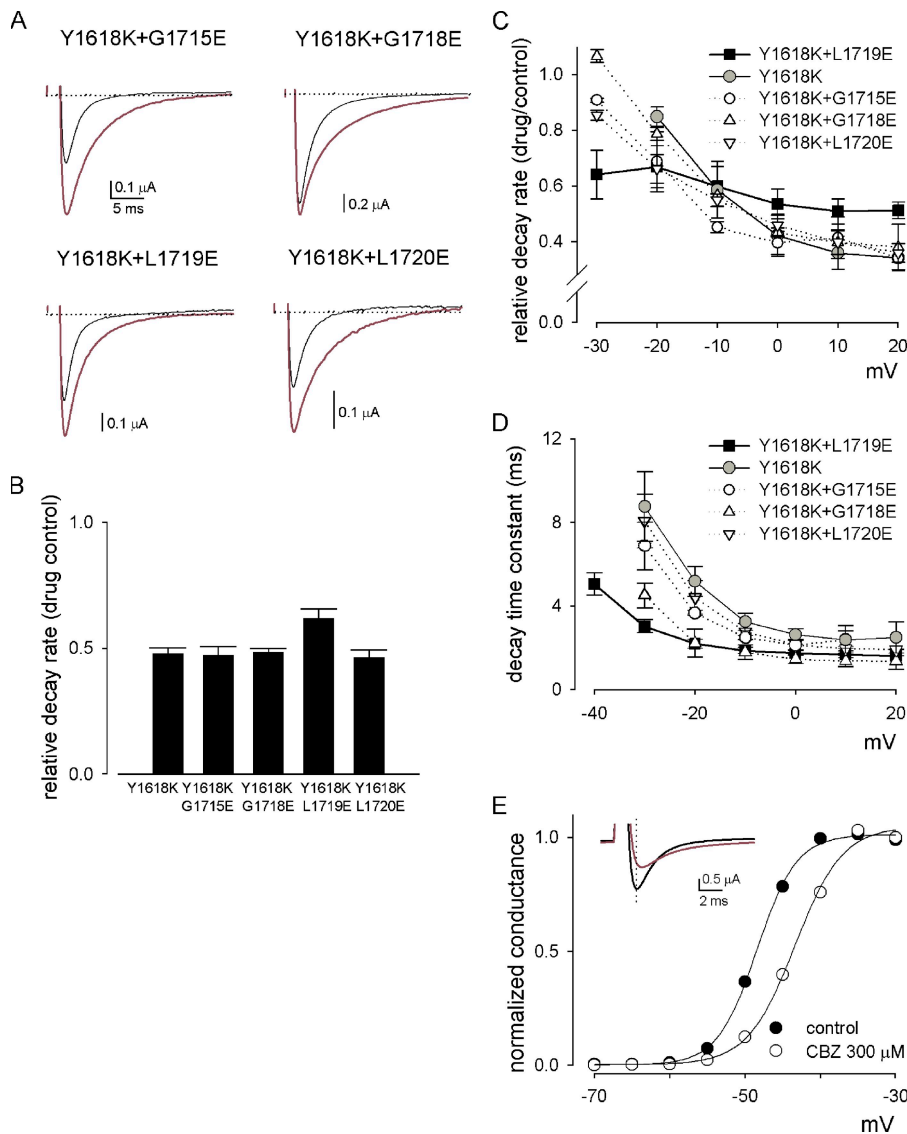 A
Y1618K+G1715E
Y1618K+G1718E
0.1 µA
5 ms
0.2 µA
Y1618K+L1719E
Y1618K+L1720E
0.1 µA
0.1 µA
B
relative decay rate (drug control)
1.0
0.5
0.0
Y1618K
Y1618K
G1715E
Y1618K
G1718E
Y1618K
L1719E
Y1618K
L1720E
C
relative decay rate (drug/control)
1.0
0.8
0.6
0.4
0.0
Y1618K+L1719E
Y1618K
Y1618K+G1715E
Y1618K+G1718E
Y1618K+L1720E
-30
-20
-10
0
10
20
mV
D
decay time constant (ms)
12
8
4
0
Y1618K+L1719E
Y1618K
Y1618K+G1715E
Y1618K+G1718E
Y1618K+L1720E
-40
-20
0
20
mV
E
normalized conductance
1.0
0.5
0.0
0.5 µA
2 ms
control
CBZ 300 µM
-70
-50
-30
mV